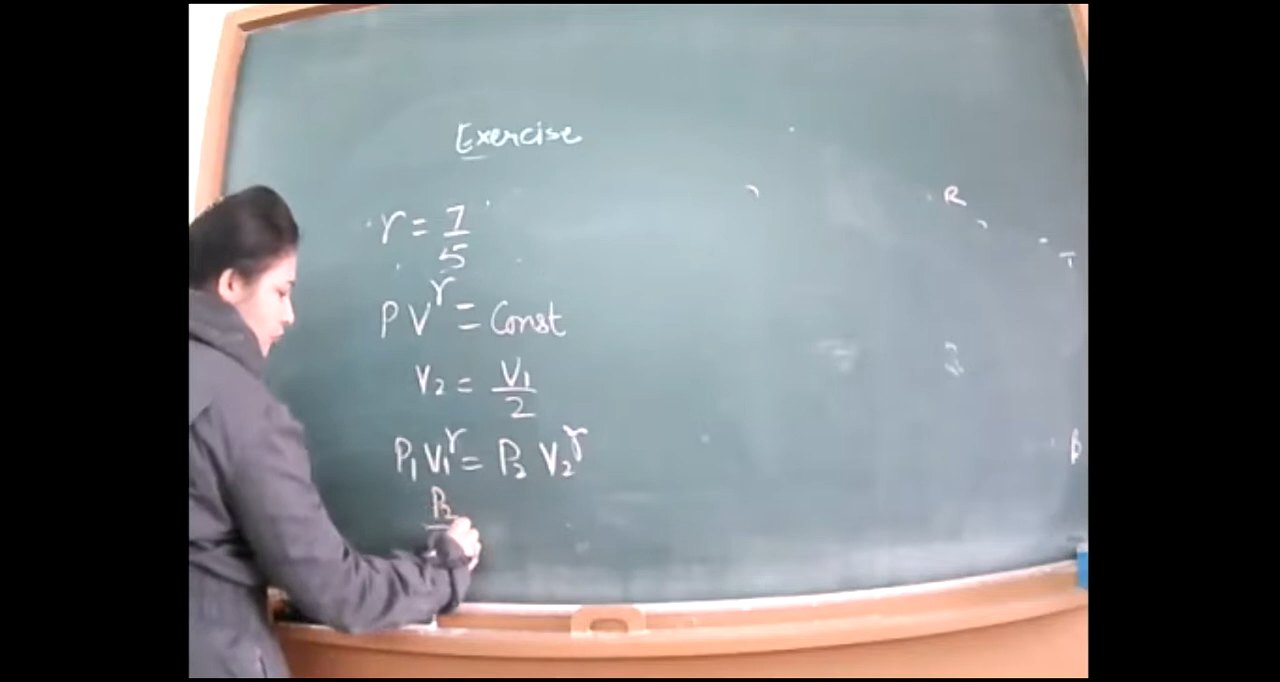 Exercise
γ = 7/5
PV^γ = Const
V₂ = V₁/2
P₁V₁^γ = P₂ V₂^γ
P₂
R
T